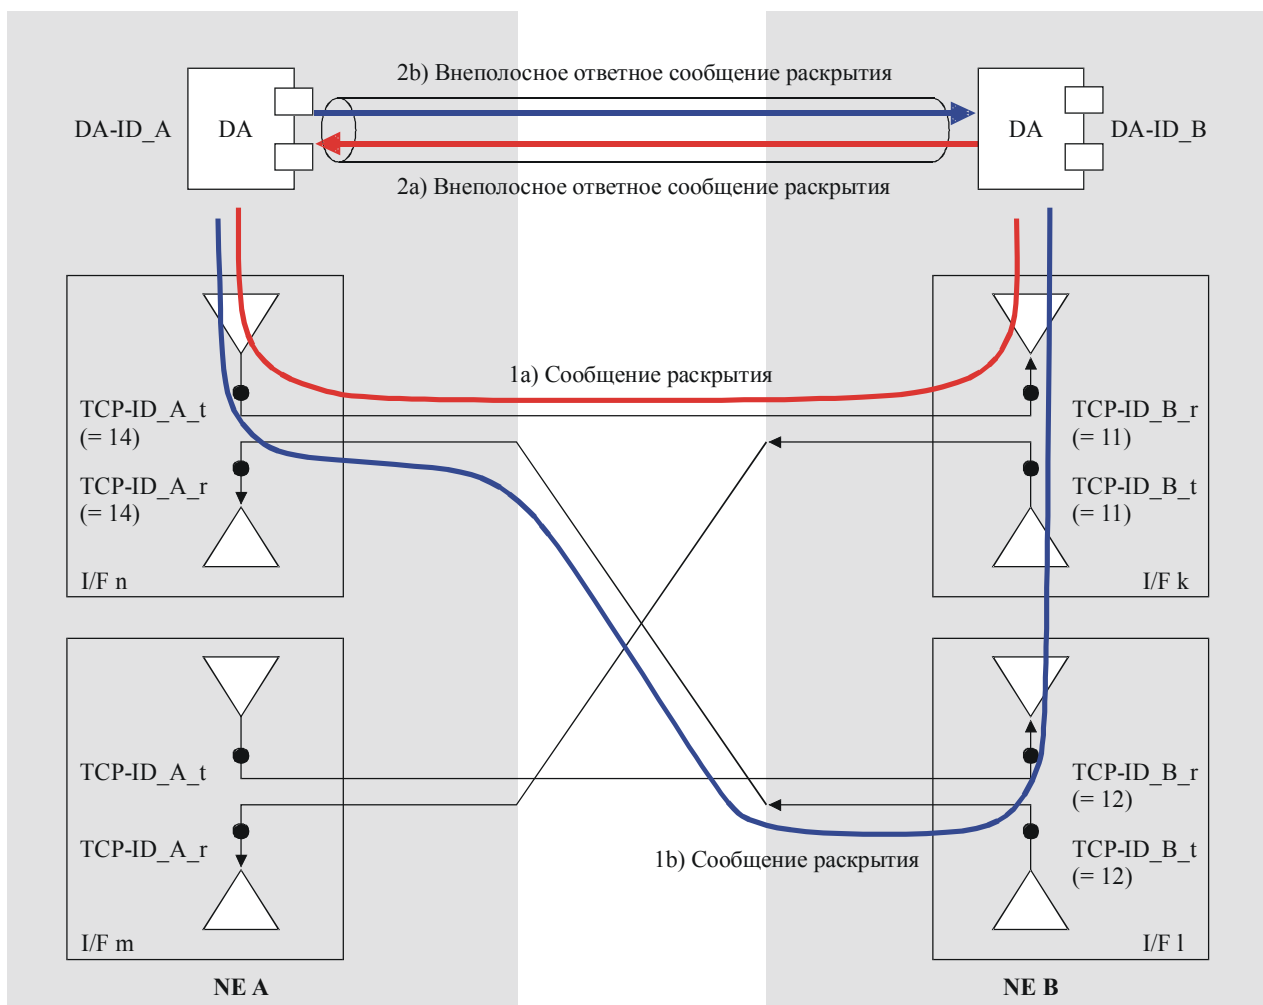 2b) Внеполосное ответное сообщение раскрытия
DA-ID_A
DA
DA
DA-ID_B
2a) Внеполосное ответное сообщение раскрытия
1a) Сообщение раскрытия
TCP-ID_A_t
(= 14)
TCP-ID_A_r
(= 14)
I/F n
TCP-ID_B_r
(= 11)
TCP-ID_B_t
(= 11)
I/F k
TCP-ID_A_t
TCP-ID_A_r
I/F m
1b) Сообщение раскрытия
TCP-ID_B_r
(= 12)
TCP-ID_B_t
(= 12)
I/F l
NE A
NE B